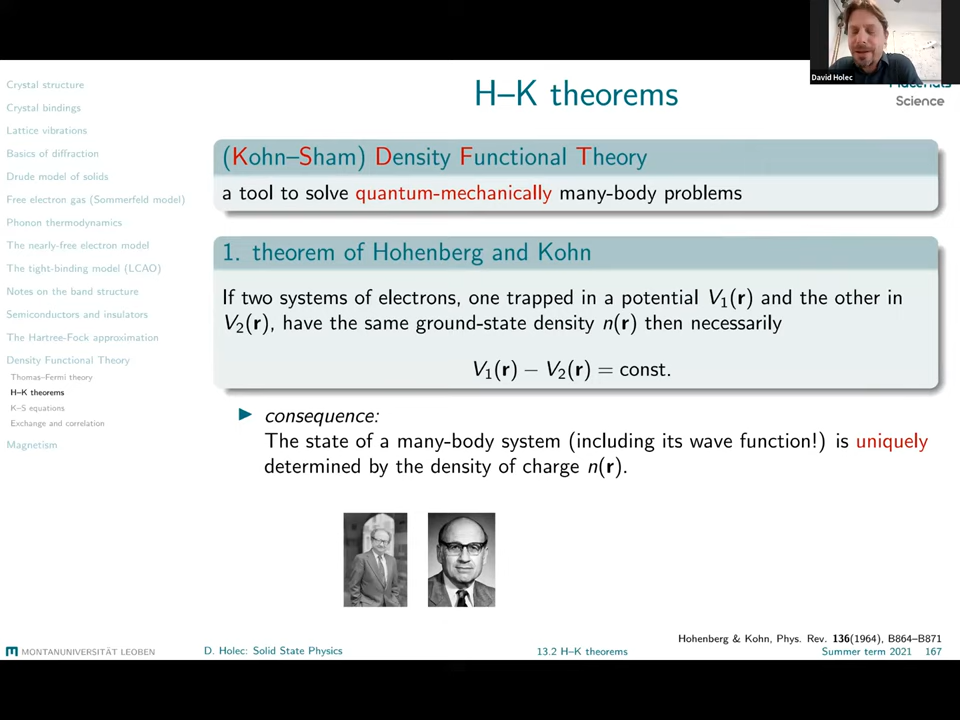 David Holec
Science
H–K theorems
Crystal structure
Crystal bindings
Lattice vibrations
Basics of diffraction
Drude model of solids
Free electron gas (Sommerfeld model)
Phonon thermodynamics
The nearly-free electron model
The tight-binding model (LCAO)
Notes on the band structure
Semiconductors and insulators
The Hartree-Fock approximation
Density Functional Theory
Thomas–Fermi theory
H–K theorems
K–S equations
Exchange and correlation
Magnetism
(Kohn–Sham) Density Functional Theory
a tool to solve quantum-mechanically many-body problems
1. theorem of Hohenberg and Kohn
If two systems of electrons, one trapped in a potential V₁(r) and the other in
V₂(r), have the same ground-state density n(r) then necessarily
V₁(r) − V₂(r) = const.
consequence:
The state of a many-body system (including its wave function!) is uniquely
determined by the density of charge n(r).
Hohenberg & Kohn, Phys. Rev. 136(1964), B864–B871
MONTANUNIVERSITÄT LEOBEN
D. Holec: Solid State Physics
13.2 H–K theorems
Summer term 2021 167